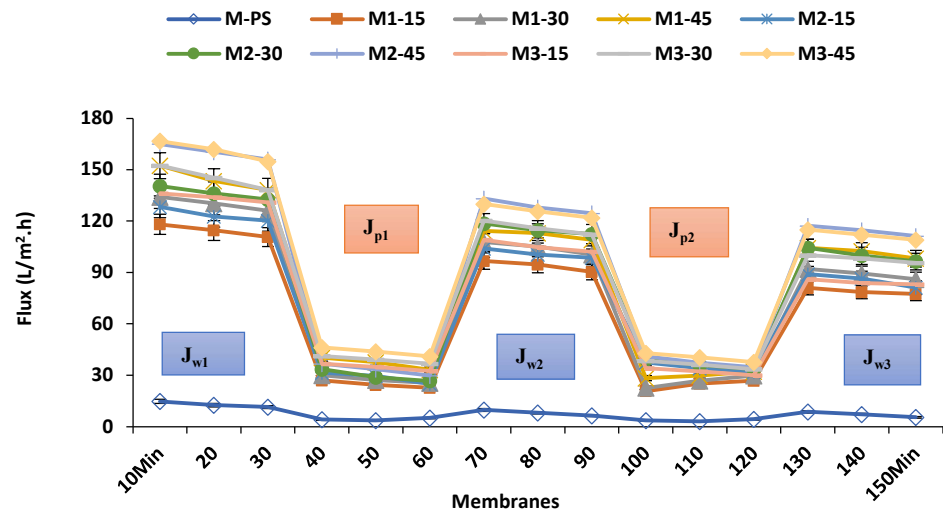 M-PS M1-15 M1-30 M1-45 M2-15
M2-30 M2-45 M3-15 M3-30 M3-45
180
150
120
90
60
30
0
Flux (L/m².h)
Jp1
Jp2
Jw1
Jw2
Jw3
10Min 20 30 40 50 60 70 80 90 100 110 120 130 140 150Min
Membranes